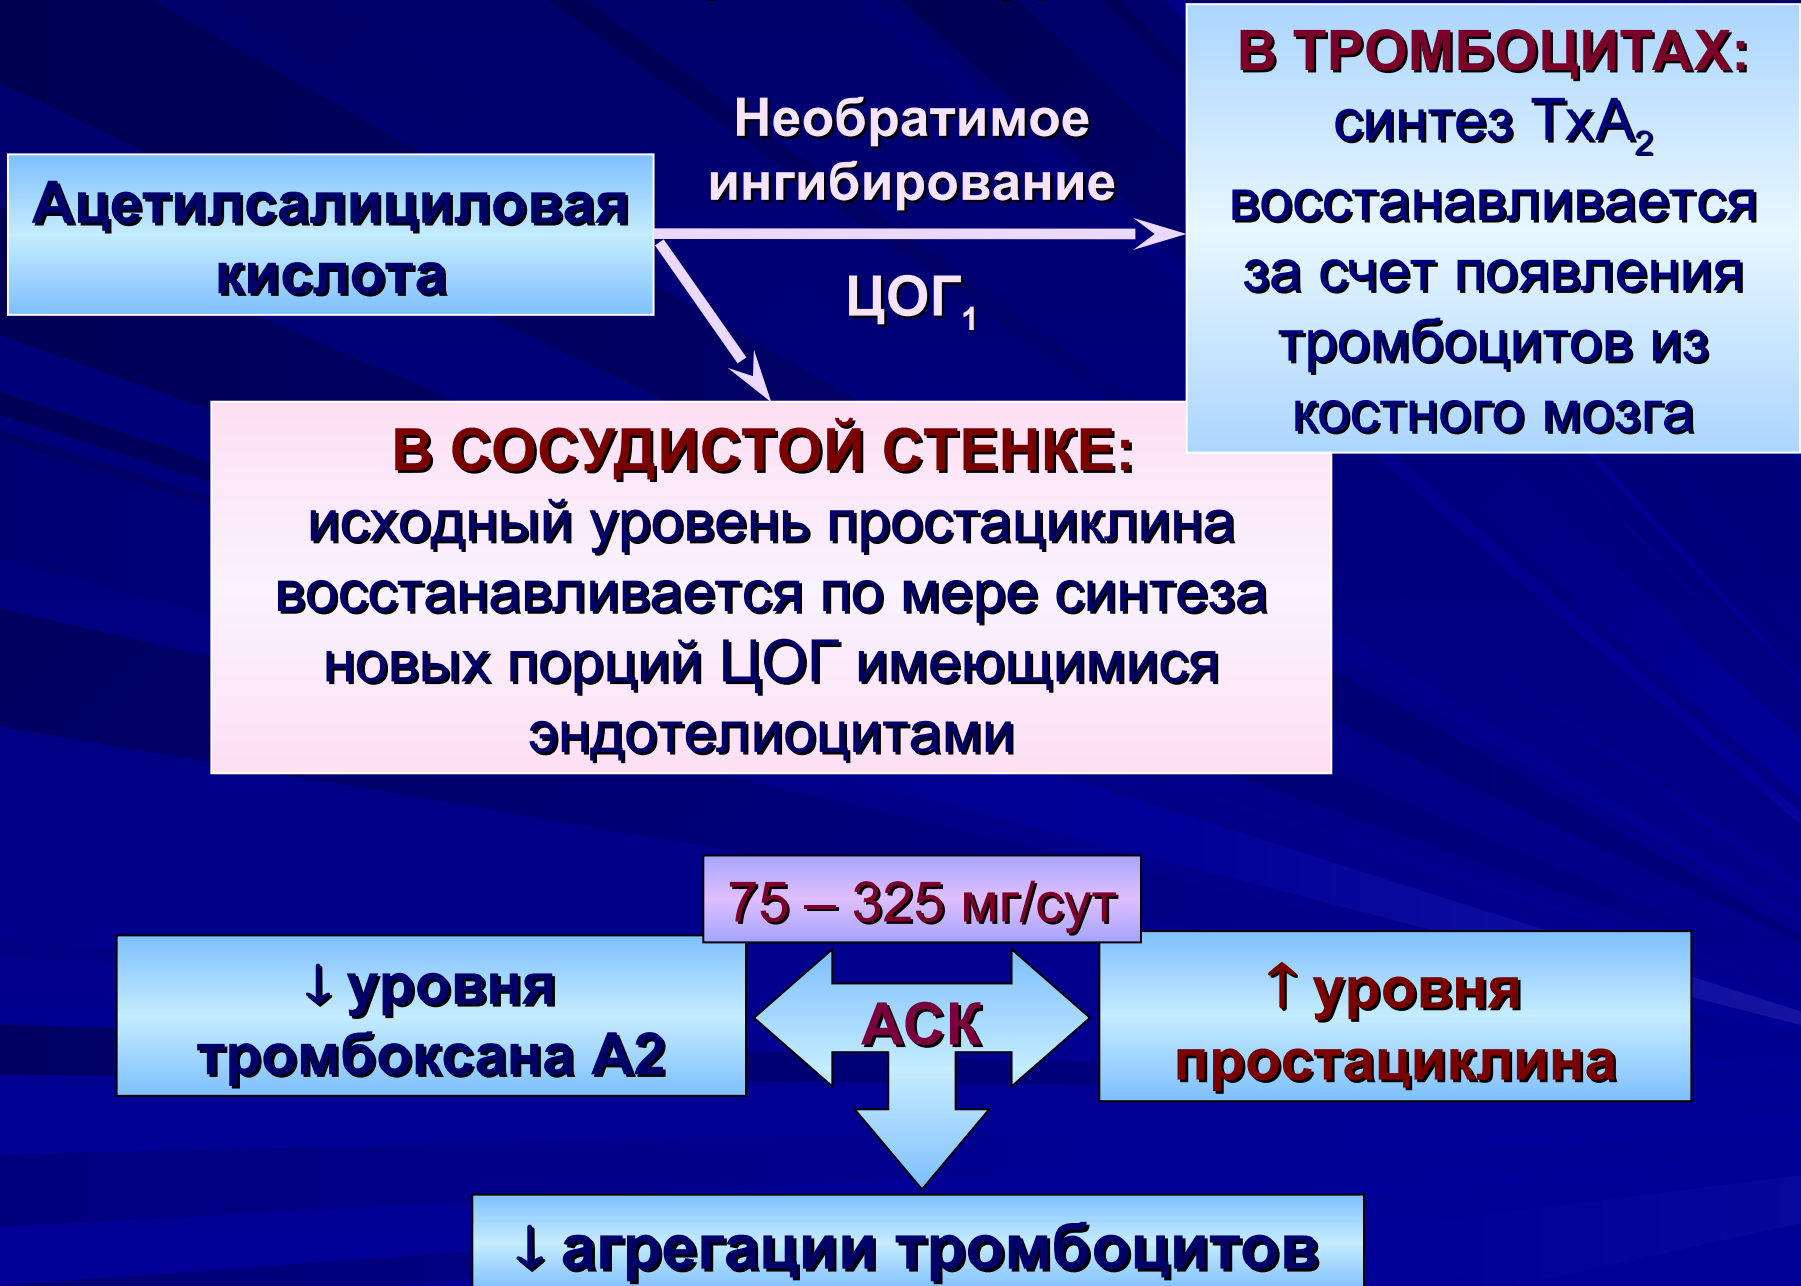 Ацетилсалициловая
кислота
Необратимое
ингибирование
ЦОГ₁
В ТРОМБОЦИТАХ:
синтез ТхА₂
восстанавливается
за счет появления
тромбоцитов из
костного мозга
В СОСУДИСТОЙ СТЕНКЕ:
исходный уровень простациклина
восстанавливается по мере синтеза
новых порций ЦОГ имеющимися
эндотелиоцитами
75 – 325 мг/сут
↓ уровня
тромбоксана А2
АСК
↑ уровня
простациклина
↓ агрегации тромбоцитов